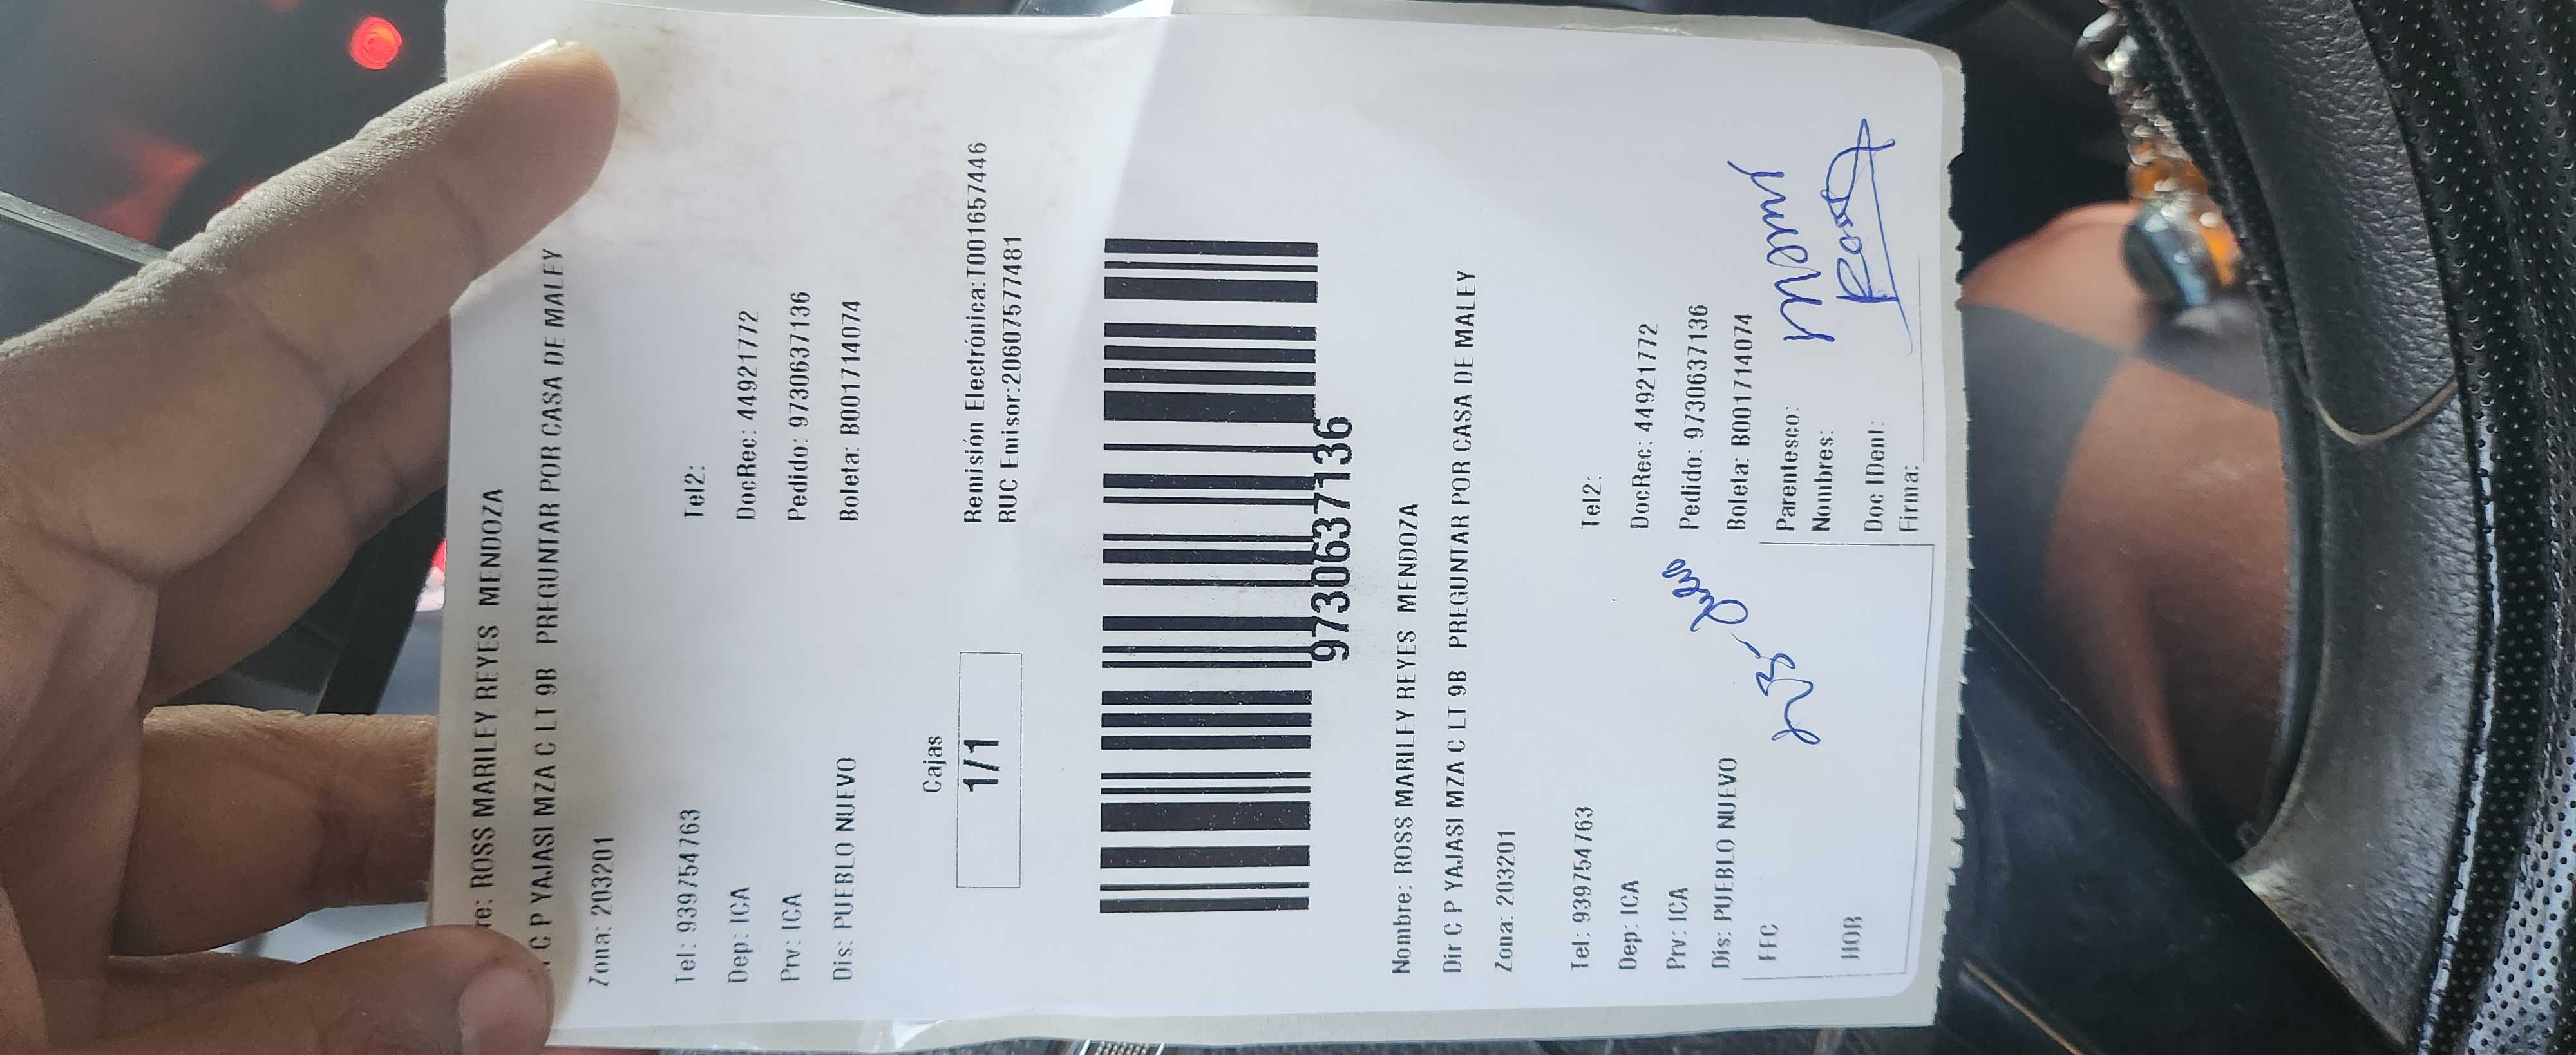 re: ROSS MARILEY REYES MENDOZA
C P YAJASI MZA C LT 9B PREGUNTAR POR CASA DE MALEY
Zona: 203201
Tel: 939754763 Tel2:
Dep: ICA DocRec: 44921772
Prv: ICA Pedido: 9730637136
Dis: PUEBLO NUEVO Boleta: B001714074
Cajas
1/1
Remisión Electrónica:T001657446
RUC Emisor:20607577481
9730637136
Nombre: ROSS MARILEY REYES MENDOZA
Dir C P YAJASI MZA C LT 9B PREGUNTAR POR CASA DE MALEY
Zona: 203201
Tel: 939754763 Tel2:
Dep: ICA DocRec: 44921772
Prv: ICA Pedido: 9730637136
Dis: PUEBLO NUEVO Boleta: B001714074
FEC Parentesco:
Nombres:
HOR Doc IDent:
Firma: